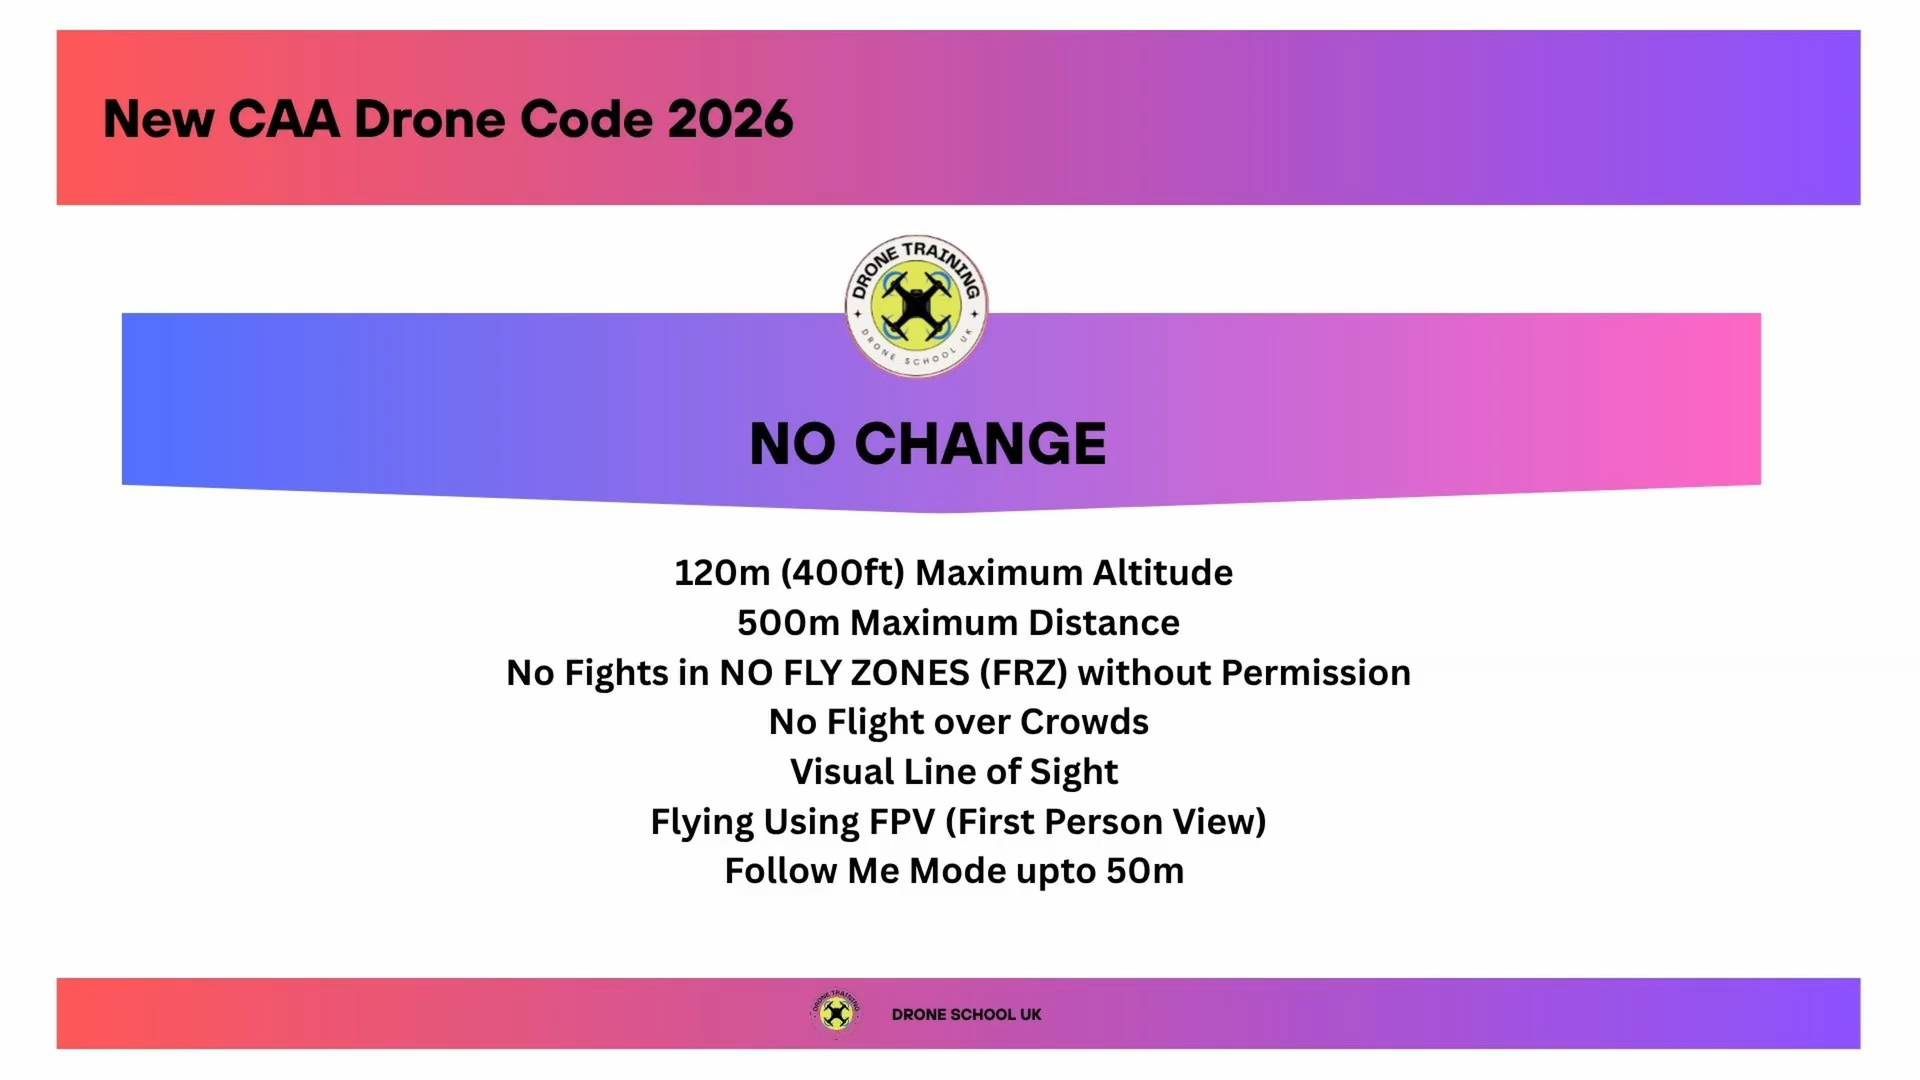 New CAA Drone Code 2026
DRONE TRAINING
DRONE SCHOOL UK
NO CHANGE
120m (400ft) Maximum Altitude
500m Maximum Distance
No Fights in NO FLY ZONES (FRZ) without Permission
No Flight over Crowds
Visual Line of Sight
Flying Using FPV (First Person View)
Follow Me Mode upto 50m
DRONE TRAINING
DRONE SCHOOL UK